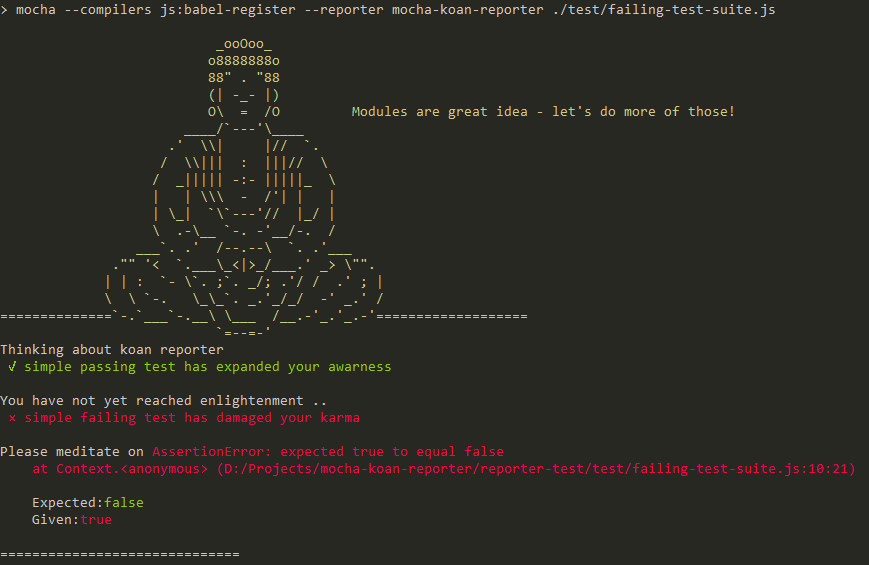 > mocha --compilers js:babel-register --reporter mocha-koan-reporter ./test/failing-test-suite.js
                           _ooOoo_
                          o8888888o
                          88" . "88
                          (| -_- |)
                          O\  =  /O         Modules are great idea - let's do more of those!
                       ____/`---'\____
                     .'  \\|     |//  `.
                    /  \\|||  :  |||//  \
                   /  _||||| -:- |||||_  \
                   |   | \\\  -  /'| |   |
                   | \_|  `\`---'//  |_/ |
                   \  .-\__ `-. -'__/-.  /
                 ___`. .'  /--.--\  `. .'___
              ."" '<  `.___\_<|>_/___.' _> \"".
             | | :  `- \`. ;`. _/; .'/ /  .' ; |
             \  \ `-.   \_\_`. _.'_/_/  -' _.' /
==============`-.`___`-.__\ \___  /__.-'_.'_.-'===================
                           `=--=-'
Thinking about koan reporter
 √ simple passing test has expanded your awarness
You have not yet reached enlightenment ..
 × simple failing test has damaged your karma
Please meditate on AssertionError: expected true to equal false
    at Context.<anonymous> (D:/Projects/mocha-koan-reporter/reporter-test/test/failing-test-suite.js:10:21)
    Expected:false
    Given:true
==============================